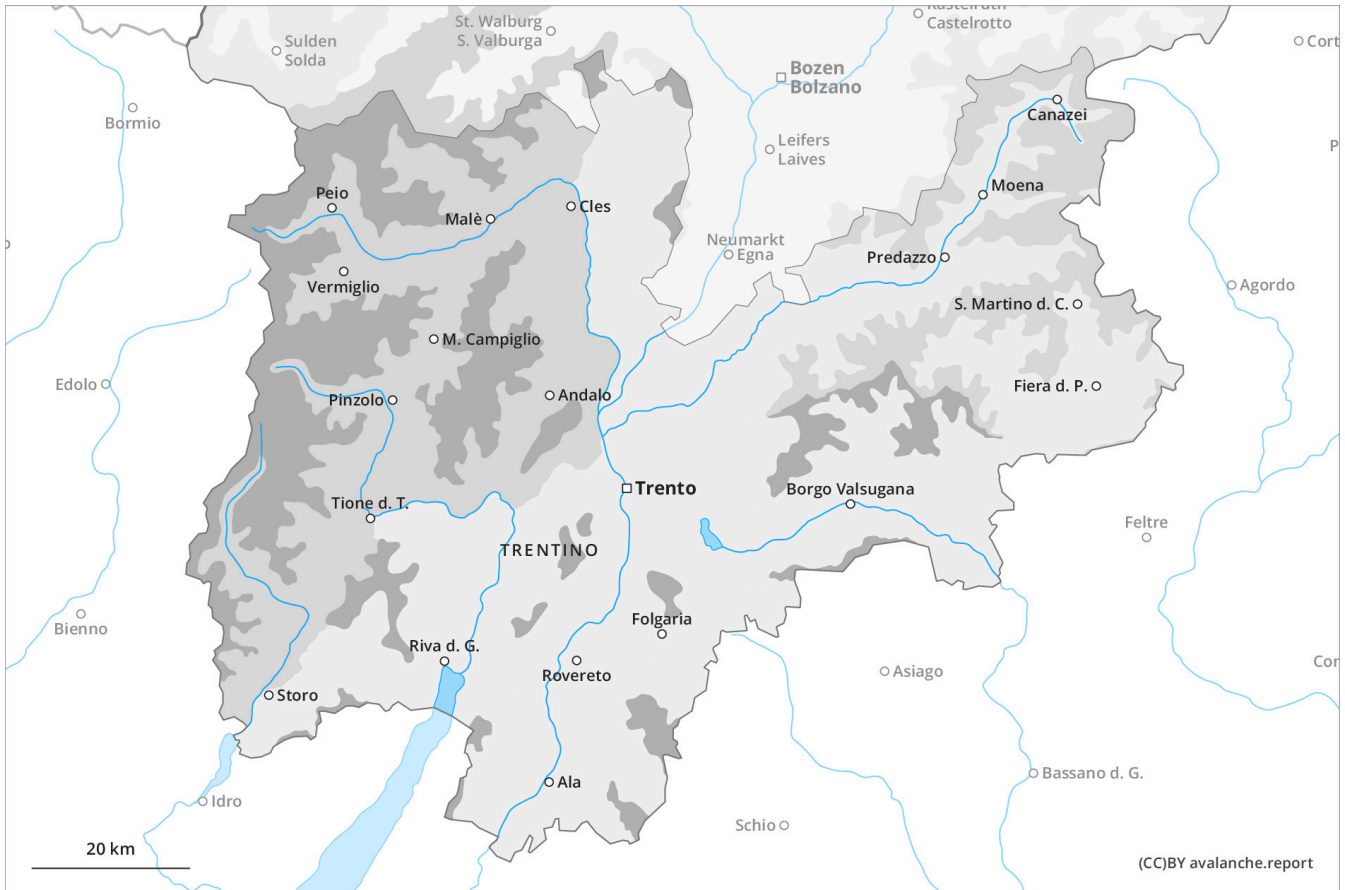 Kastelruth
Castelrotto
St. Walburg
S. Valburga
Sulden
Solda
Cort
Bozen
Bolzano
Bormio
Canazei
Leifers
Laives
P
Moena
Peio
Malè
Cles
Neumarkt
Egna
Predazzo
Vermiglio
Agordo
S. Martino d. C.
M. Campiglio
Edolo
Andalo
Fiera d. P.
Pinzolo
Trento
Borgo Valsugana
Tione d. T.
Feltre
TRENTINO
Bienno
Folgaria
Riva d. G.
Rovereto
Asiago
Cor
Storo
Bassano d. G.
Ala
Idro
Schio
20 km
(CC)BY avalanche.report